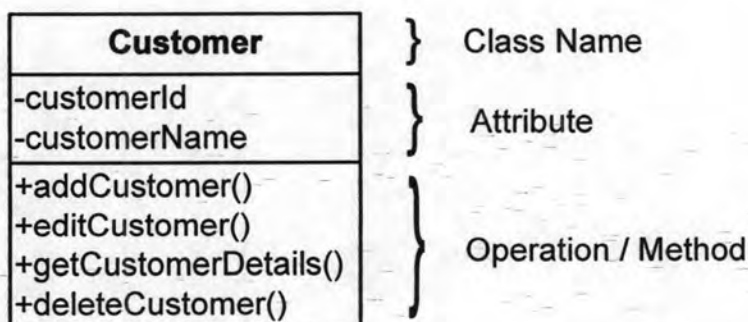 Customer
Class Name
-customerId
-customerName
Attribute
+addCustomer()
+editCustomer()
+getCustomerDetails()
+deleteCustomer()
Operation / Method